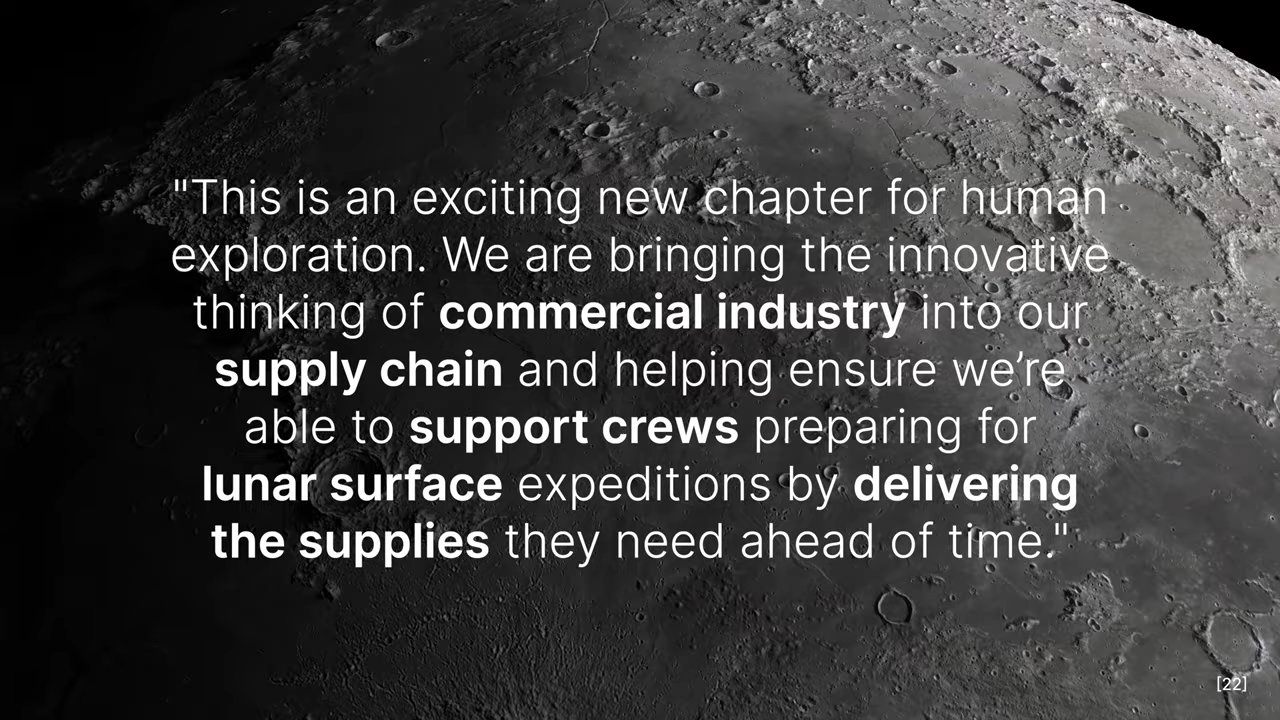 "This is an exciting new chapter for human
exploration. We are bringing the innovative
thinking of commercial industry into our
supply chain and helping ensure we’re
able to support crews preparing for
lunar surface expeditions by delivering
the supplies they need ahead of time."
[22]